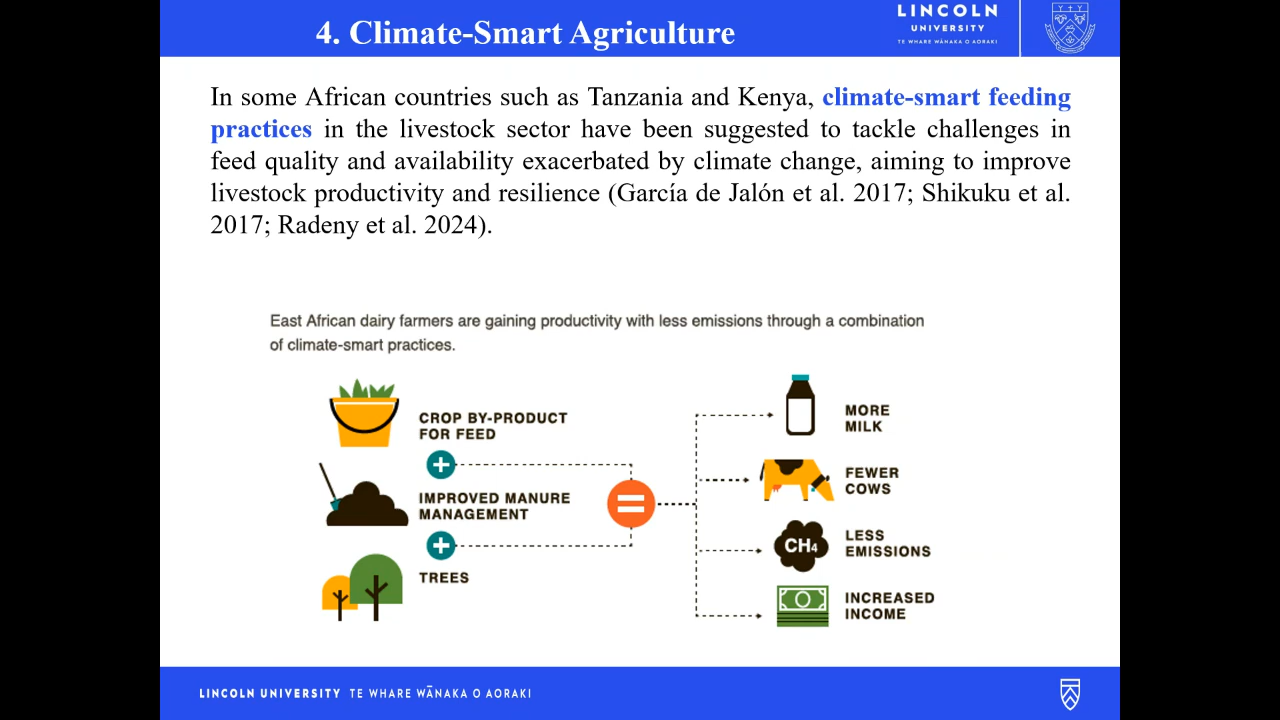 4. Climate-Smart Agriculture
LINCOLN
UNIVERSITY
TE WHARE WĀNAKA O AORAKI
In some African countries such as Tanzania and Kenya, climate-smart feeding
practices in the livestock sector have been suggested to tackle challenges in
feed quality and availability exacerbated by climate change, aiming to improve
livestock productivity and resilience (García de Jalón et al. 2017; Shikuku et al.
2017; Radeny et al. 2024).
East African dairy farmers are gaining productivity with less emissions through a combination
of climate-smart practices.
CROP BY-PRODUCT
FOR FEED
+
IMPROVED MANURE
MANAGEMENT
+
TREES
=
MORE
MILK
FEWER
COWS
CH4
LESS
EMISSIONS
INCREASED
INCOME
LINCOLN UNIVERSITY TE WHARE WĀNAKA O AORAKI